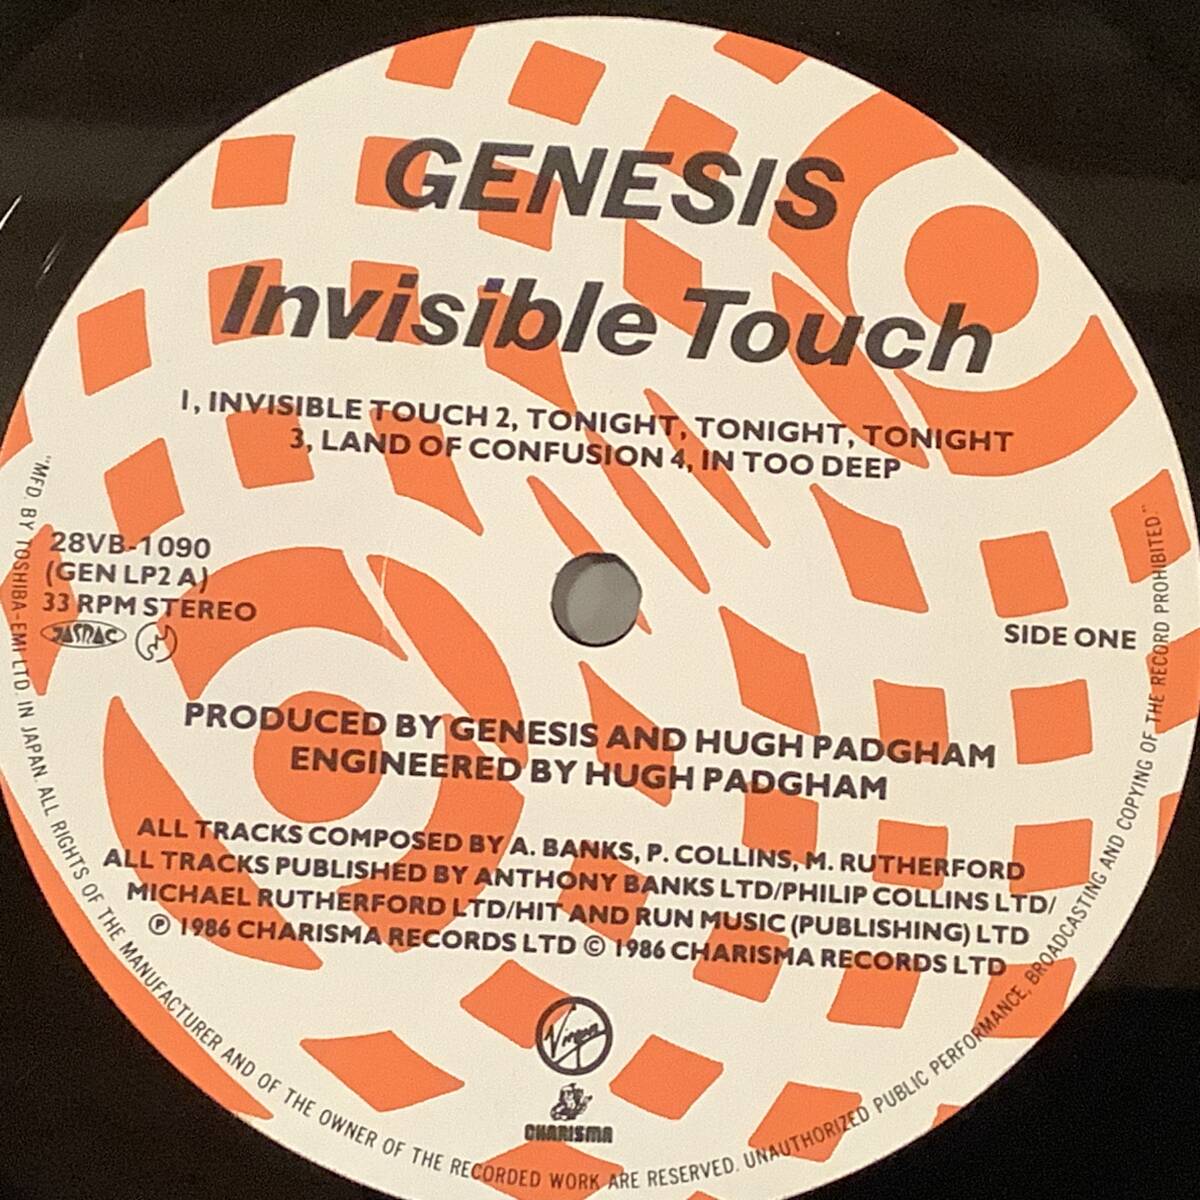 GENESIS
Invisible Touch
1, INVISIBLE TOUCH 2, TONIGHT, TONIGHT, TONIGHT
3, LAND OF CONFUSION 4, IN TOO DEEP
28VB-1090
(GEN LP2 A)
33 RPM STEREO
JASRAC
SIDE ONE
PRODUCED BY GENESIS AND HUGH PADGHAM
ENGINEERED BY HUGH PADGHAM
ALL TRACKS COMPOSED BY A. BANKS, P. COLLINS, M. RUTHERFORD
ALL TRACKS PUBLISHED BY ANTHONY BANKS LTD/PHILIP COLLINS LTD/
MICHAEL RUTHERFORD LTD/HIT AND RUN MUSIC (PUBLISHING) LTD
Ⓟ 1986 CHARISMA RECORDS LTD © 1986 CHARISMA RECORDS LTD
Virgin
CHARISMA
"MFD. BY TOSHIBA-EMI LTD. IN JAPAN. ALL RIGHTS OF THE MANUFACTURER AND OF THE OWNER OF THE RECORDED WORK ARE RESERVED. UNAUTHORIZED PUBLIC PERFORMANCE, BROADCASTING AND COPYING OF THE RECORD PROHIBITED."